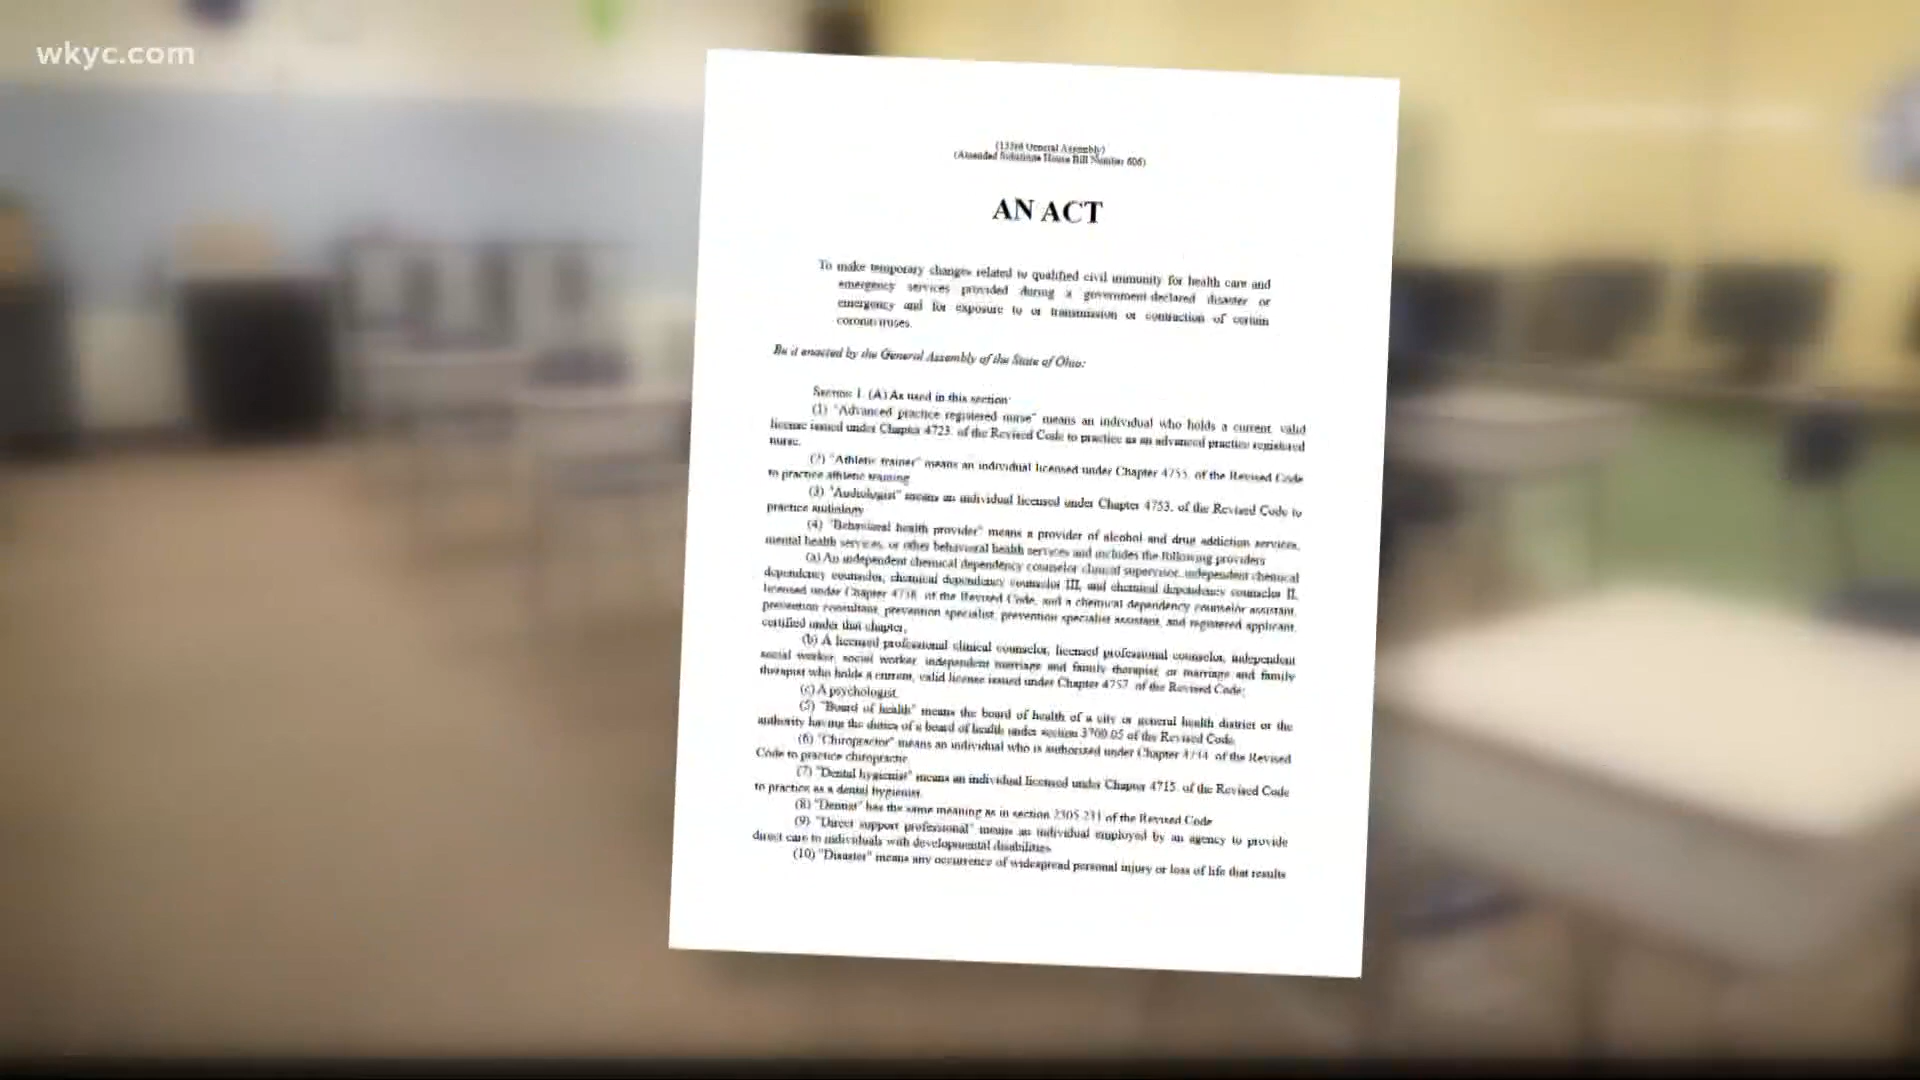 wkyc.com
(133rd General Assembly)
(Amended Substitute House Bill Number 606)
AN ACT
To make temporary changes related to qualified civil immunity for health care and
emergency services provided during a government-declared disaster or
emergency and for exposure to or transmission or contraction of certain
coronaviruses.
Be it enacted by the General Assembly of the State of Ohio:
Section 1. (A) As used in this section:
(1) "Advanced practice registered nurse" means an individual who holds a current, valid
license issued under Chapter 4723. of the Revised Code to practice as an advanced practice registered
nurse.
(2) "Athletic trainer" means an individual licensed under Chapter 4755. of the Revised Code
to practice athletic training.
(3) "Audiologist" means an individual licensed under Chapter 4753. of the Revised Code to
practice audiology.
(4) "Behavioral health provider" means a provider of alcohol and drug addiction services,
mental health services, or other behavioral health services and includes the following providers:
(a) An independent chemical dependency counselor-clinical supervisor, independent chemical
dependency counselor, chemical dependency counselor III, and chemical dependency counselor II,
licensed under Chapter 4758. of the Revised Code, and a chemical dependency counselor assistant,
prevention consultant, prevention specialist, prevention specialist assistant, and registered applicant,
certified under that chapter;
(b) A licensed professional clinical counselor, licensed professional counselor, independent
social worker, social worker, independent marriage and family therapist, or marriage and family
therapist who holds a current, valid license issued under Chapter 4757. of the Revised Code;
(c) A psychologist.
(5) "Board of health" means the board of health of a city or general health district or the
authority having the duties of a board of health under section 3709.05 of the Revised Code.
(6) "Chiropractor" means an individual who is authorized under Chapter 4734. of the Revised
Code to practice chiropractic.
(7) "Dental hygienist" means an individual licensed under Chapter 4715. of the Revised Code
to practice as a dental hygienist.
(8) "Dentist" has the same meaning as in section 2305.231 of the Revised Code.
(9) "Direct support professional" means an individual employed by an agency to provide
direct care to individuals with developmental disabilities.
(10) "Disaster" means any occurrence of widespread personal injury or loss of life that results